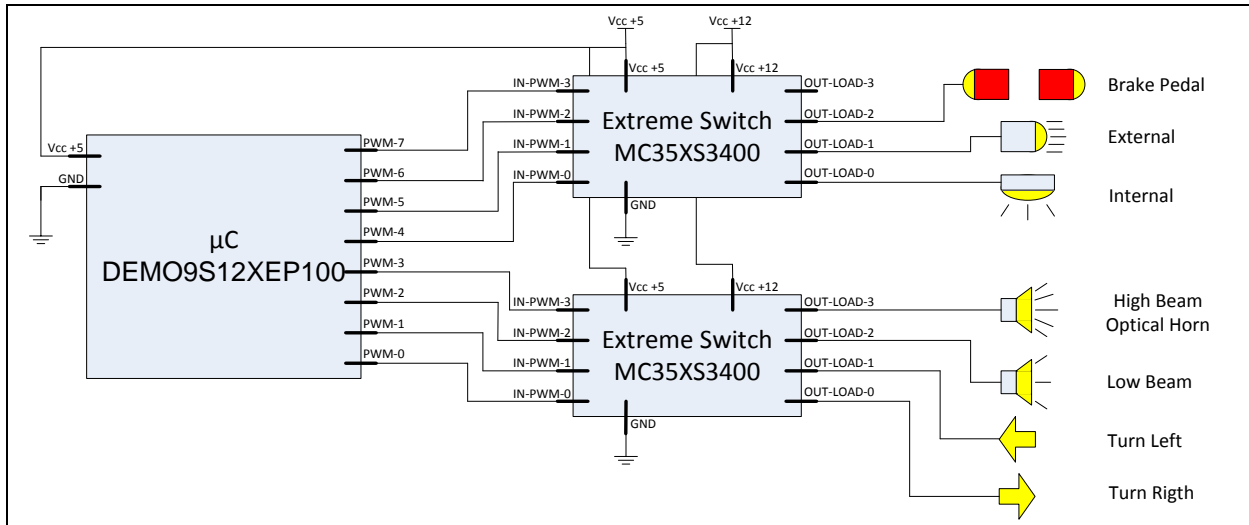 Vcc +5
Vcc +12
Vcc +5
Vcc +12
IN-PWM-3
IN-PWM-2
IN-PWM-1
IN-PWM-0
Extreme Switch
MC35XS3400
OUT-LOAD-3
OUT-LOAD-2
OUT-LOAD-1
OUT-LOAD-0
GND
Brake Pedal
External
Internal
Vcc +5
GND
µC
DEMO9S12XEP100
PWM-7
PWM-6
PWM-5
PWM-4
PWM-3
PWM-2
PWM-1
PWM-0
Vcc +5
Vcc +12
IN-PWM-3
IN-PWM-2
IN-PWM-1
IN-PWM-0
Extreme Switch
MC35XS3400
OUT-LOAD-3
OUT-LOAD-2
OUT-LOAD-1
OUT-LOAD-0
GND
High Beam
Optical Horn
Low Beam
Turn Left
Turn Rigth